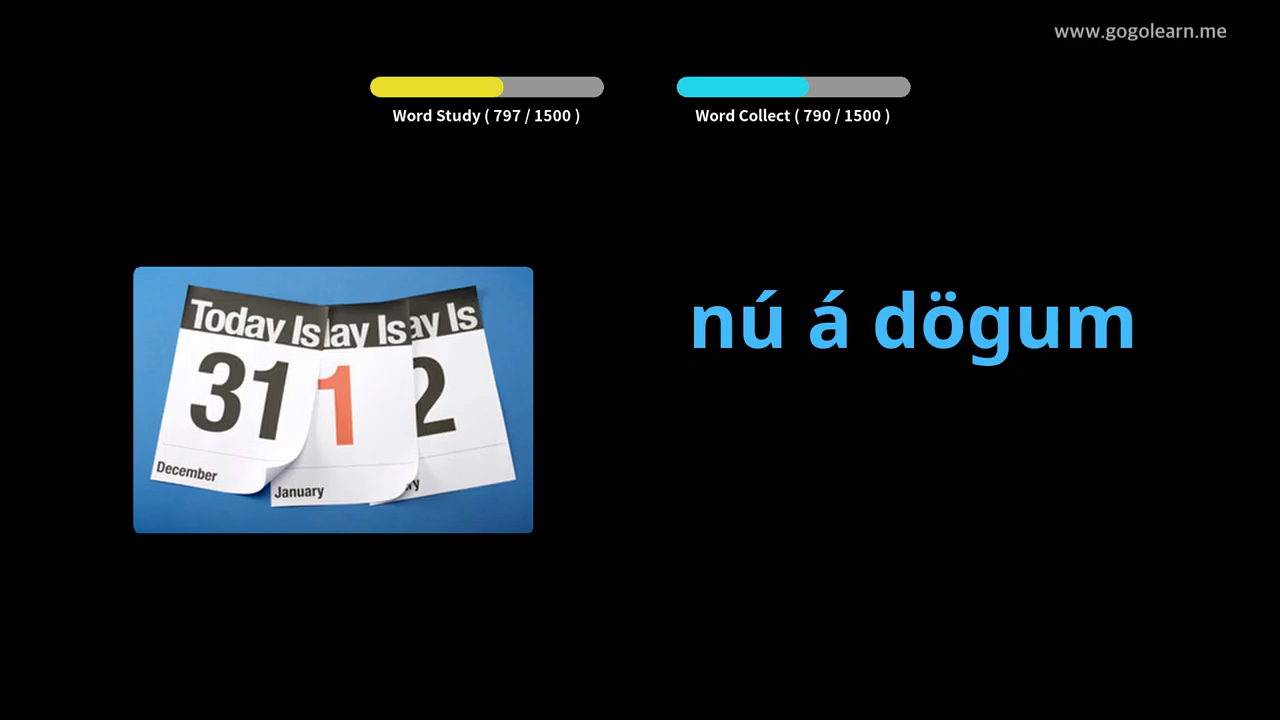 www.gogolearn.me
Word Study ( 797 / 1500 )
Word Collect ( 790 / 1500 )
Today Is
ay Is
ay Is
31
1
2
December
January
ry
nú á dögum